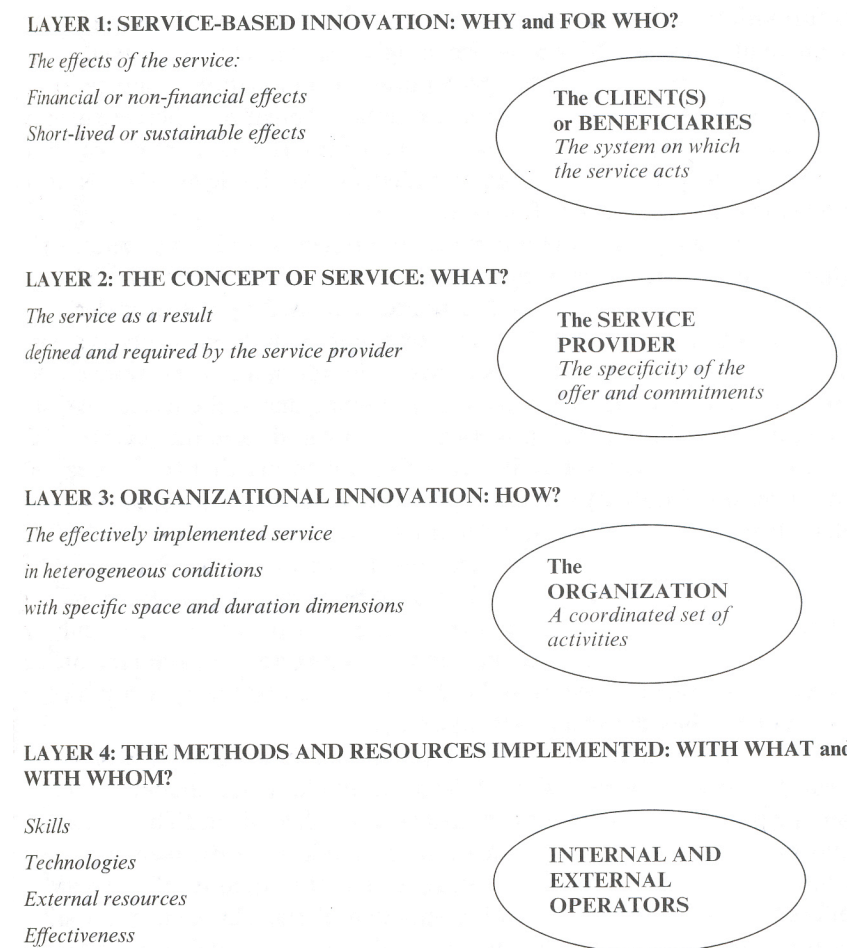 LAYER 1: SERVICE-BASED INNOVATION: WHY and FOR WHO?
The effects of the service:
Financial or non-financial effects
Short-lived or sustainable effects
The CLIENT(S)
or BENEFICIARIES
The system on which
the service acts
LAYER 2: THE CONCEPT OF SERVICE: WHAT?
The service as a result
defined and required by the service provider
The SERVICE
PROVIDER
The specificity of the
offer and commitments
LAYER 3: ORGANIZATIONAL INNOVATION: HOW?
The effectively implemented service
in heterogeneous conditions
with specific space and duration dimensions
The
ORGANIZATION
A coordinated set of
activities
LAYER 4: THE METHODS AND RESOURCES IMPLEMENTED: WITH WHAT and
WITH WHOM?
Skills
Technologies
External resources
Effectiveness
INTERNAL AND
EXTERNAL
OPERATORS